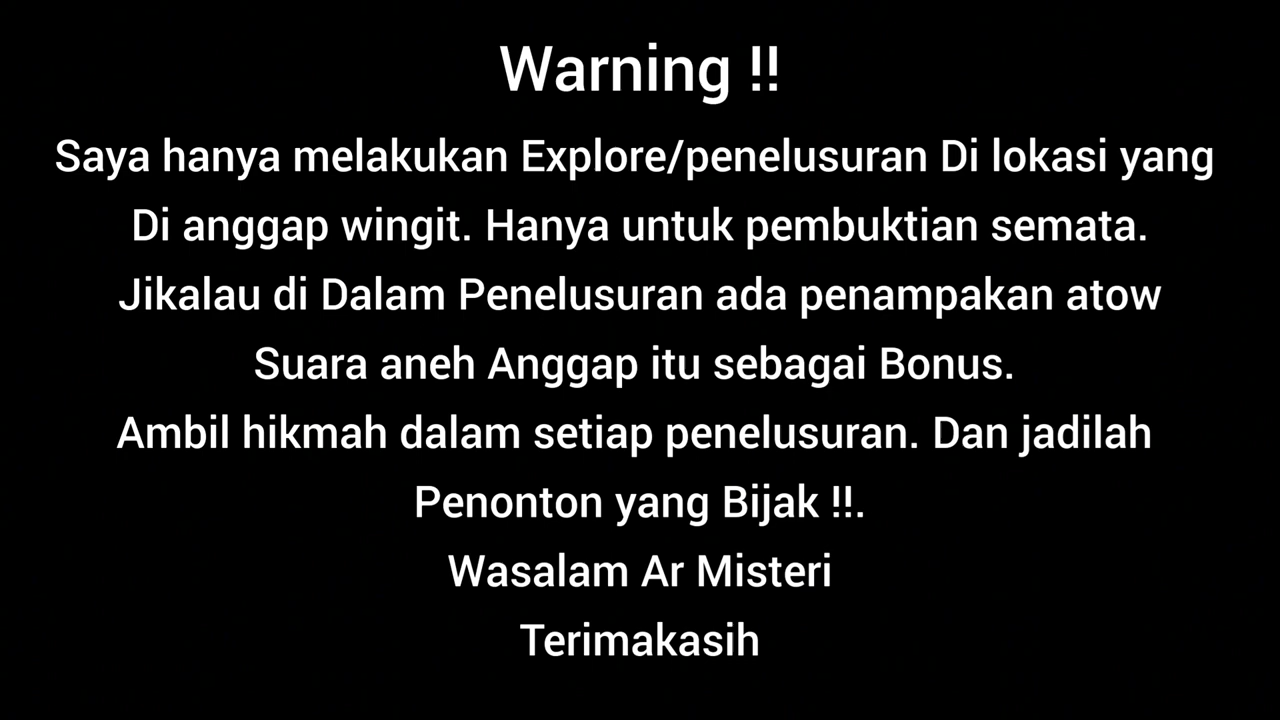 Warning !!
Saya hanya melakukan Explore/penelusuran Di lokasi yang
Di anggap wingit. Hanya untuk pembuktian semata.
Jikalau di Dalam Penelusuran ada penampakan atow
Suara aneh Anggap itu sebagai Bonus.
Ambil hikmah dalam setiap penelusuran. Dan jadilah
Penonton yang Bijak !!.
Wasalam Ar Misteri
Terimakasih